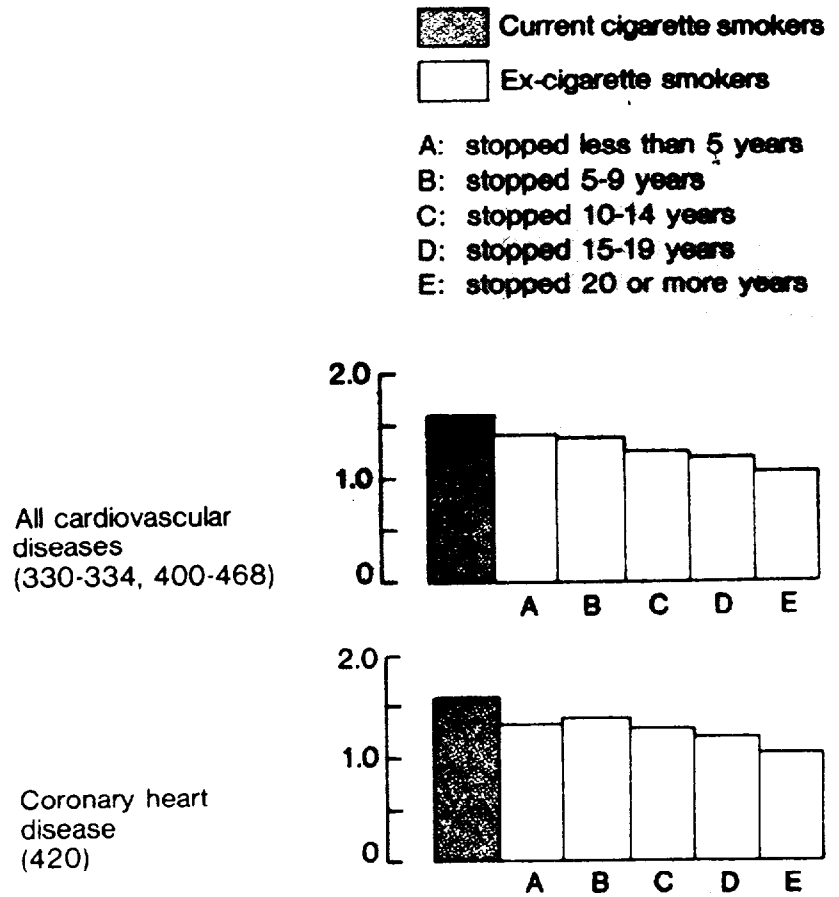 Current cigarette smokers
Ex-cigarette smokers
A: stopped less than 5 years
B: stopped 5-9 years
C: stopped 10-14 years
D: stopped 15-19 years
E: stopped 20 or more years
2.0
1.0
0
All cardiovascular
diseases
(330-334, 400-468)
A B C D E
2.0
1.0
0
Coronary heart
disease
(420)
A B C D E